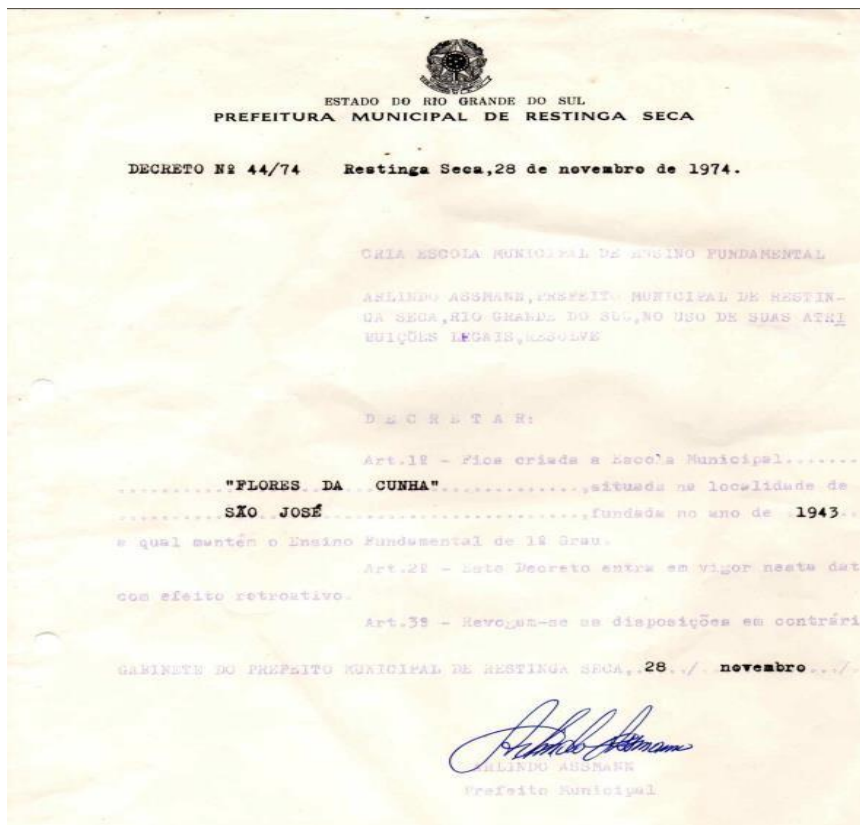 ESTADO DO RIO GRANDE DO SUL
PREFEITURA MUNICIPAL DE RESTINGA SECA
DECRETO Nº 44/74 Restinga Seca,28 de novembro de 1974.
CRIA ESCOLA MUNICIPAL DE ENSINO FUNDAMENTAL
ARLINDO ASSMANN,PREFEITO MUNICIPAL DE RESTIN-
GA SECA,RIO GRANDE DO SUL,NO USO DE SUAS ATRI
BUIÇÕES LEGAIS,RESOLVE
D E C R E T A R:
Art.1º - Fica criada a Escola Municipal........
"FLORES DA CUNHA" ,situada na localidade de
SÃO JOSÉ ,fundada no ano de 1943
a qual mantén o Ensino Fundamental de 1º Grau.
Art.2º - Este Decreto entra em vigor nesta dat
com efeito retroativo.
Art.3º - Revogam-se as disposições em contrári
GABINETE DO PREFEITO MUNICIPAL DE RESTINGA SECA,.28../. novembro .../.
Arlindo Assmann
ARLINDO ASSMANN
Prefeito Municipal